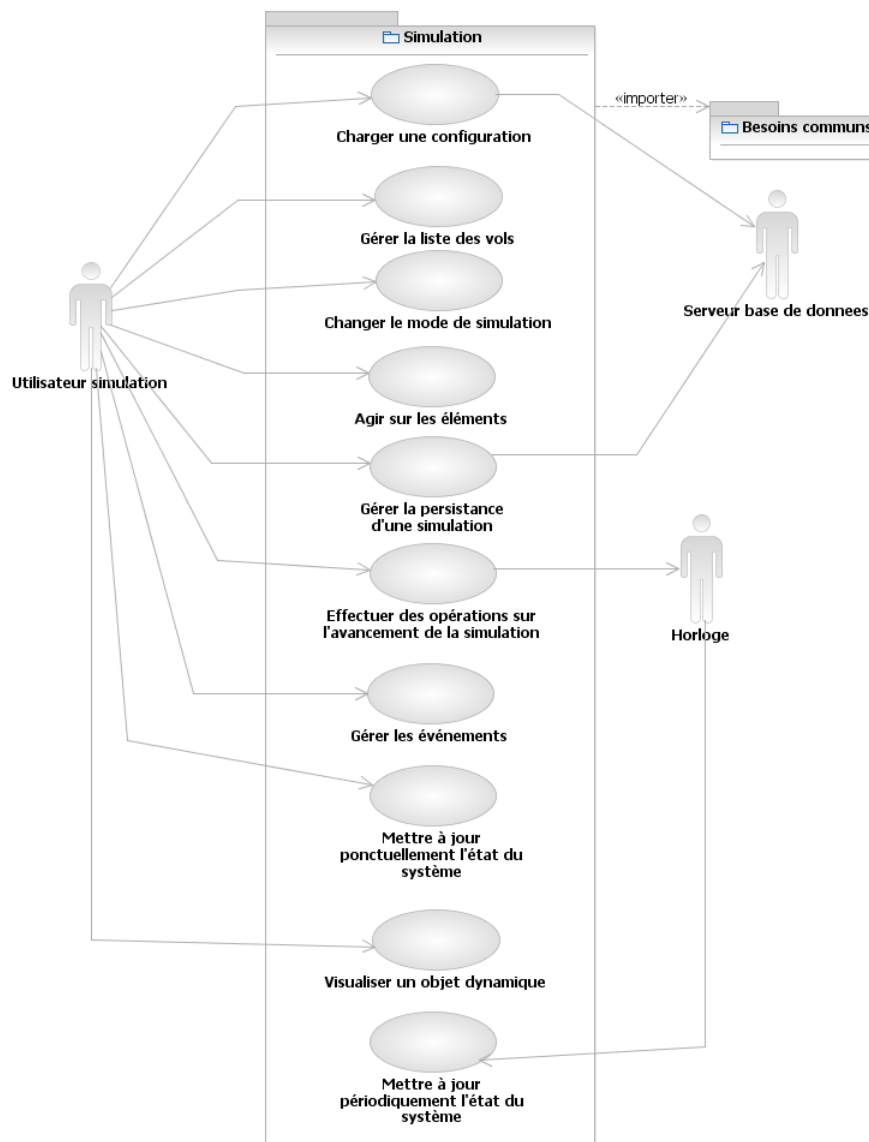 Simulation
Charger une configuration
«importer»
Besoins communs
Gérer la liste des vols
Changer le mode de simulation
Serveur base de donnees
Utilisateur simulation
Agir sur les éléments
Gérer la persistance
d'une simulation
Effectuer des opérations sur
l'avancement de la simulation
Horloge
Gérer les événements
Mettre à jour
ponctuellement l'état du
système
Visualiser un objet dynamique
Mettre à jour
périodiquement l'état du
système